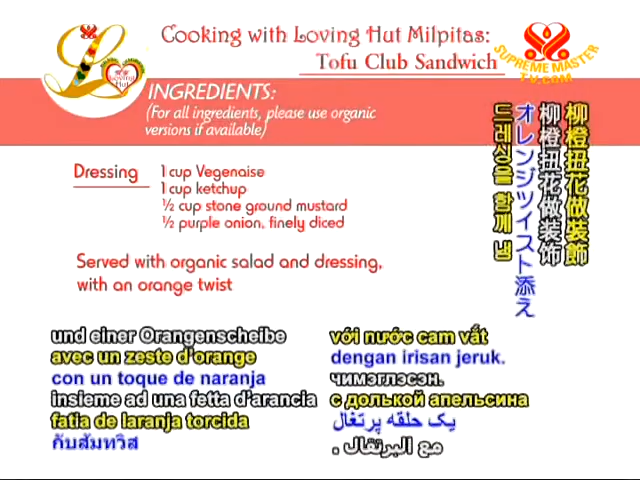 Cooking with Loving Hut Milpitas:
Tofu Club Sandwich
SUPREME MASTER
TV.COM
Loving
Hut
INGREDIENTS:
(For all ingredients, please use organic
versions if available)
Dressing
1 cup Vegenaise
1 cup ketchup
½ cup stone ground mustard
½ purple onion, finely diced
Served with organic salad and dressing,
with an orange twist
柳橙扭花做裝飾
柳橙扭花做装饰
オレンジツイスト添え
드레싱을 함께 냄
und einer Orangenscheibe
avec un zeste d'orange
con un toque de naranja
insieme ad una fetta d'arancia
fatia de laranja torcida
กับส้มทวิส
với nước cam vắt
dengan irisan jeruk.
чимэглэсэн.
с долькой апельсина
یک حلقه پرتغال
مع البرتقال .